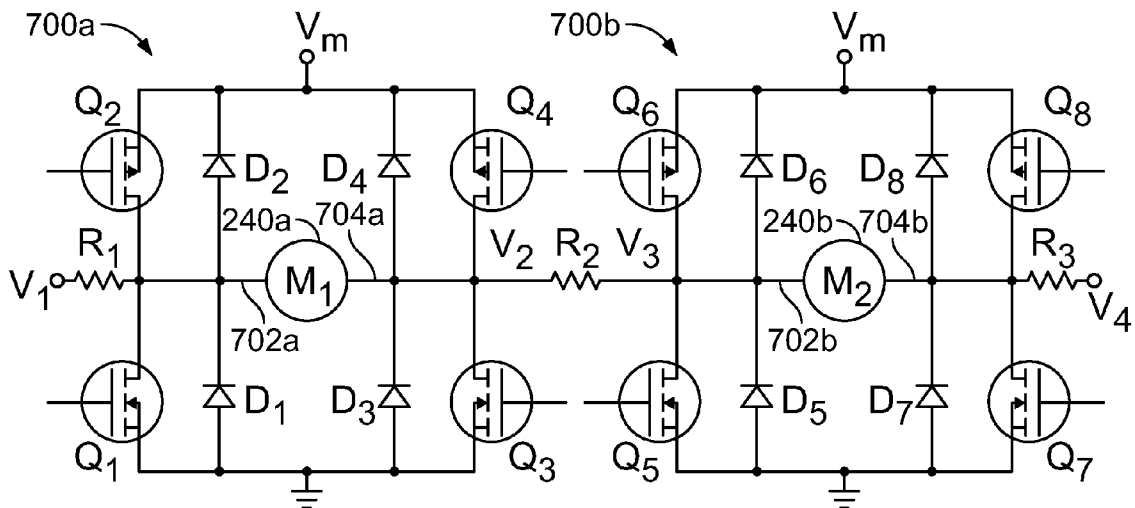 700a
Vm
700b
Vm
Q2
Q4
Q6
Q8
D2
D4
D6
D8
240a
704a
240b
704b
R1
V2
R2
V3
R3
V1
M1
M2
V4
702a
702b
D1
D3
D5
D7
Q1
Q3
Q5
Q7